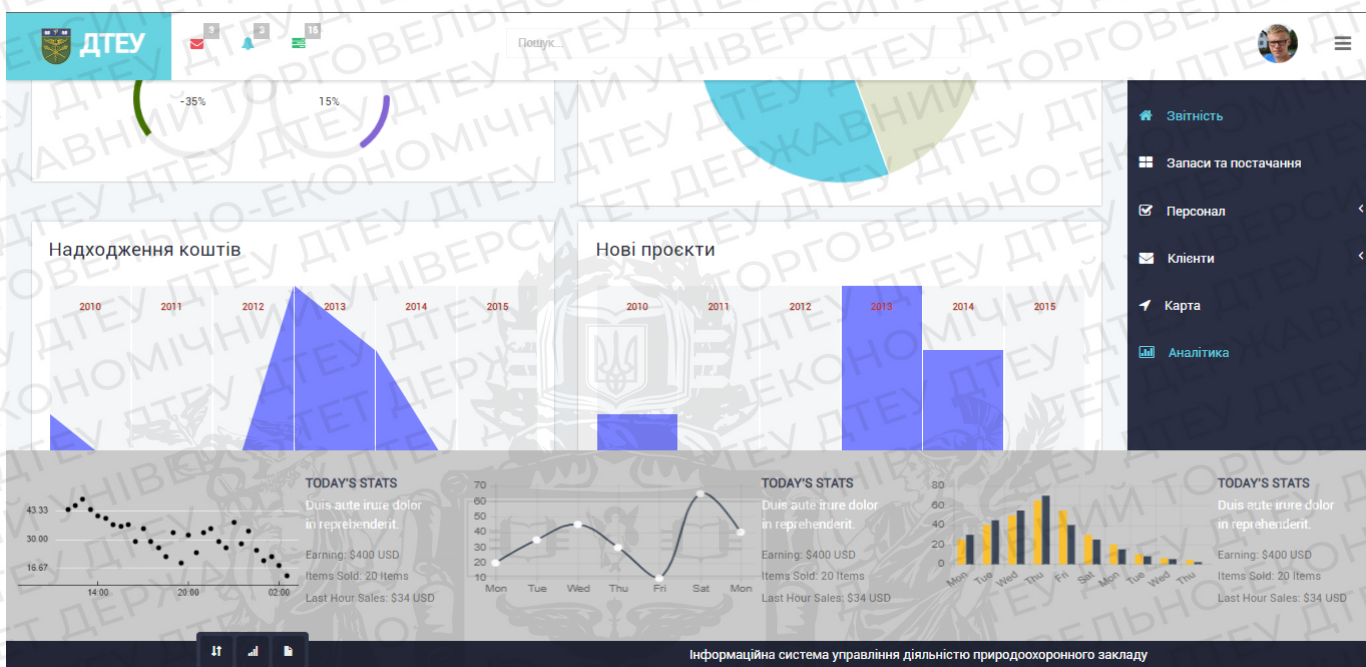 ДТЕУ
3
3
15
Пошук...
-35%
15%
Звітність
Запаси та постачання
Персонал
Клієнти
Карта
Аналітика
Надходження коштів
2010 2011 2012 2013 2014 2015
Нові проєкти
2010 2011 2012 2013 2014 2015
43.33
30.00
16.67
14:00 20:00 02:00
TODAY'S STATS
Duis aute irure dolor
in reprehenderit.
Earning: $400 USD
Items Sold: 20 Items
Last Hour Sales: $34 USD
70
60
50
40
30
20
10
Mon Tue Wed Thu Fri Sat Mon
TODAY'S STATS
Duis aute irure dolor
in reprehenderit.
Earning: $400 USD
Items Sold: 20 Items
Last Hour Sales: $34 USD
80
60
40
20
0
Mon Tue Wed Thu Fri Sat Mon Tue Wed Thu
TODAY'S STATS
Duis aute irure dolor
in reprehenderit.
Earning: $400 USD
Items Sold: 20 Items
Last Hour Sales: $34 USD
Інформаційна система управління діяльністю природоохоронного закладу